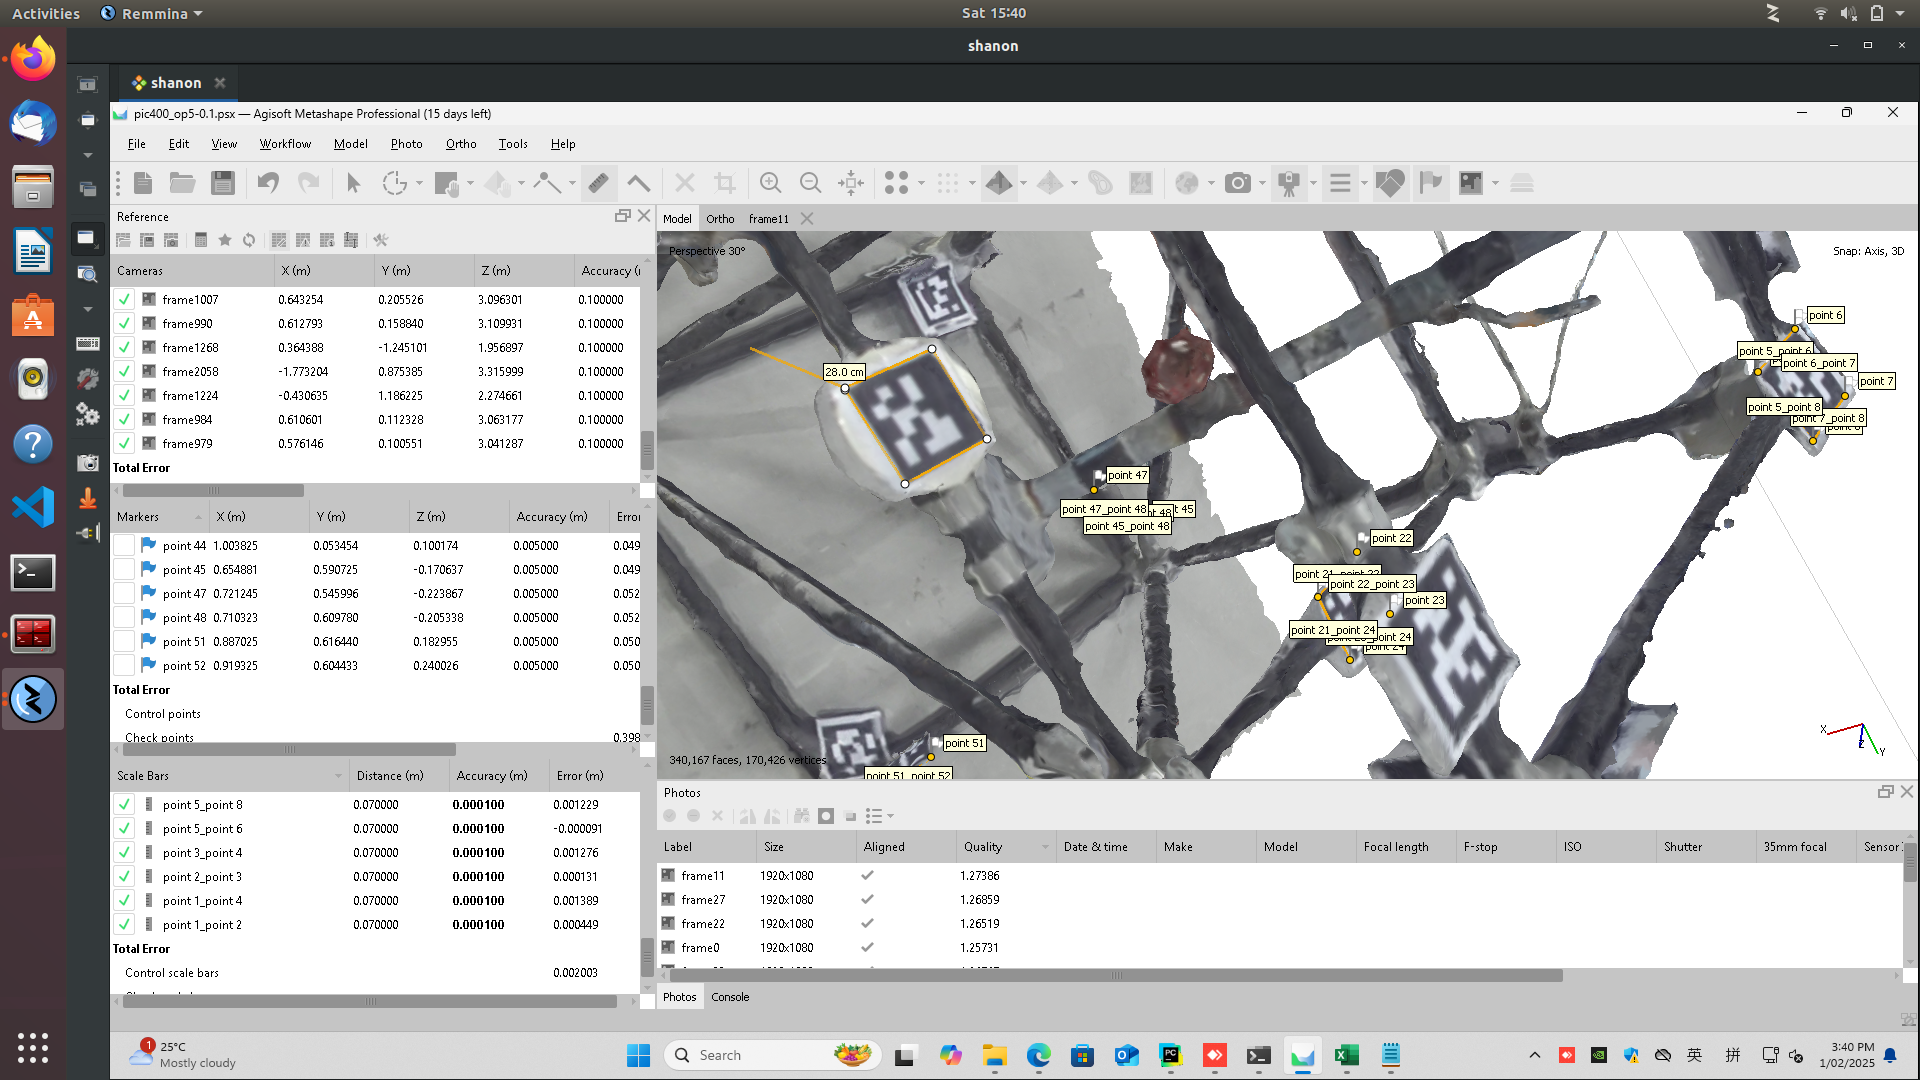 Activities
Remmina
Sat 15:40
shanon
shanon
pic400_op5-0.1.psx — Agisoft Metashape Professional (15 days left)
File Edit View Workflow Model Photo Ortho Tools Help
Reference
Cameras X (m) Y (m) Z (m) Accuracy (
frame1007 0.643254 0.205526 3.096301 0.100000
frame990 0.612793 0.158840 3.109931 0.100000
frame1268 0.364388 -1.245101 1.956897 0.100000
frame2058 -1.773204 0.875385 3.315999 0.100000
frame1224 -0.430635 1.186225 2.274661 0.100000
frame984 0.610601 0.112328 3.063177 0.100000
frame979 0.576146 0.100551 3.041287 0.100000
Total Error
Markers X (m) Y (m) Z (m) Accuracy (m) Erro
point 44 1.003825 0.053454 0.100174 0.005000 0.049
point 45 0.654881 0.590725 -0.170637 0.005000 0.049
point 47 0.721245 0.545996 -0.223867 0.005000 0.052
point 48 0.710323 0.609780 -0.205338 0.005000 0.052
point 51 0.887025 0.616440 0.182955 0.005000 0.050
point 52 0.919325 0.604433 0.240026 0.005000 0.050
Total Error
Control points
Check points 0.398
Scale Bars Distance (m) Accuracy (m) Error (m)
point 5_point 8 0.070000 0.000100 0.001229
point 5_point 6 0.070000 0.000100 -0.000091
point 3_point 4 0.070000 0.000100 0.001276
point 2_point 3 0.070000 0.000100 0.000131
point 1_point 4 0.070000 0.000100 0.001389
point 1_point 2 0.070000 0.000100 0.000449
Total Error
Control scale bars 0.002003
Model Ortho frame11
Perspective 30°
Snap: Axis, 3D
28.0 cm
point 6
point 5_point 6
point 6_point 7
point 7
point 5_point 8
point 7_point 8
point 47
point 47_point 48
45
point 45_point 48
point 22
point 22_point 23
point 23
point 21_point 24
point 24
point 51
point 51_point 52
340,167 faces, 170,426 vertices
X
Y
Z
Photos
Label Size Aligned Quality Date & time Make Model Focal length F-stop ISO Shutter 35mm focal Sensor
frame11 1920x1080 1.27386
frame27 1920x1080 1.26859
frame22 1920x1080 1.26519
frame0 1920x1080 1.25731
Photos Console
1
25°C
Mostly cloudy
Search
英
拼
3:40 PM
1/02/2025